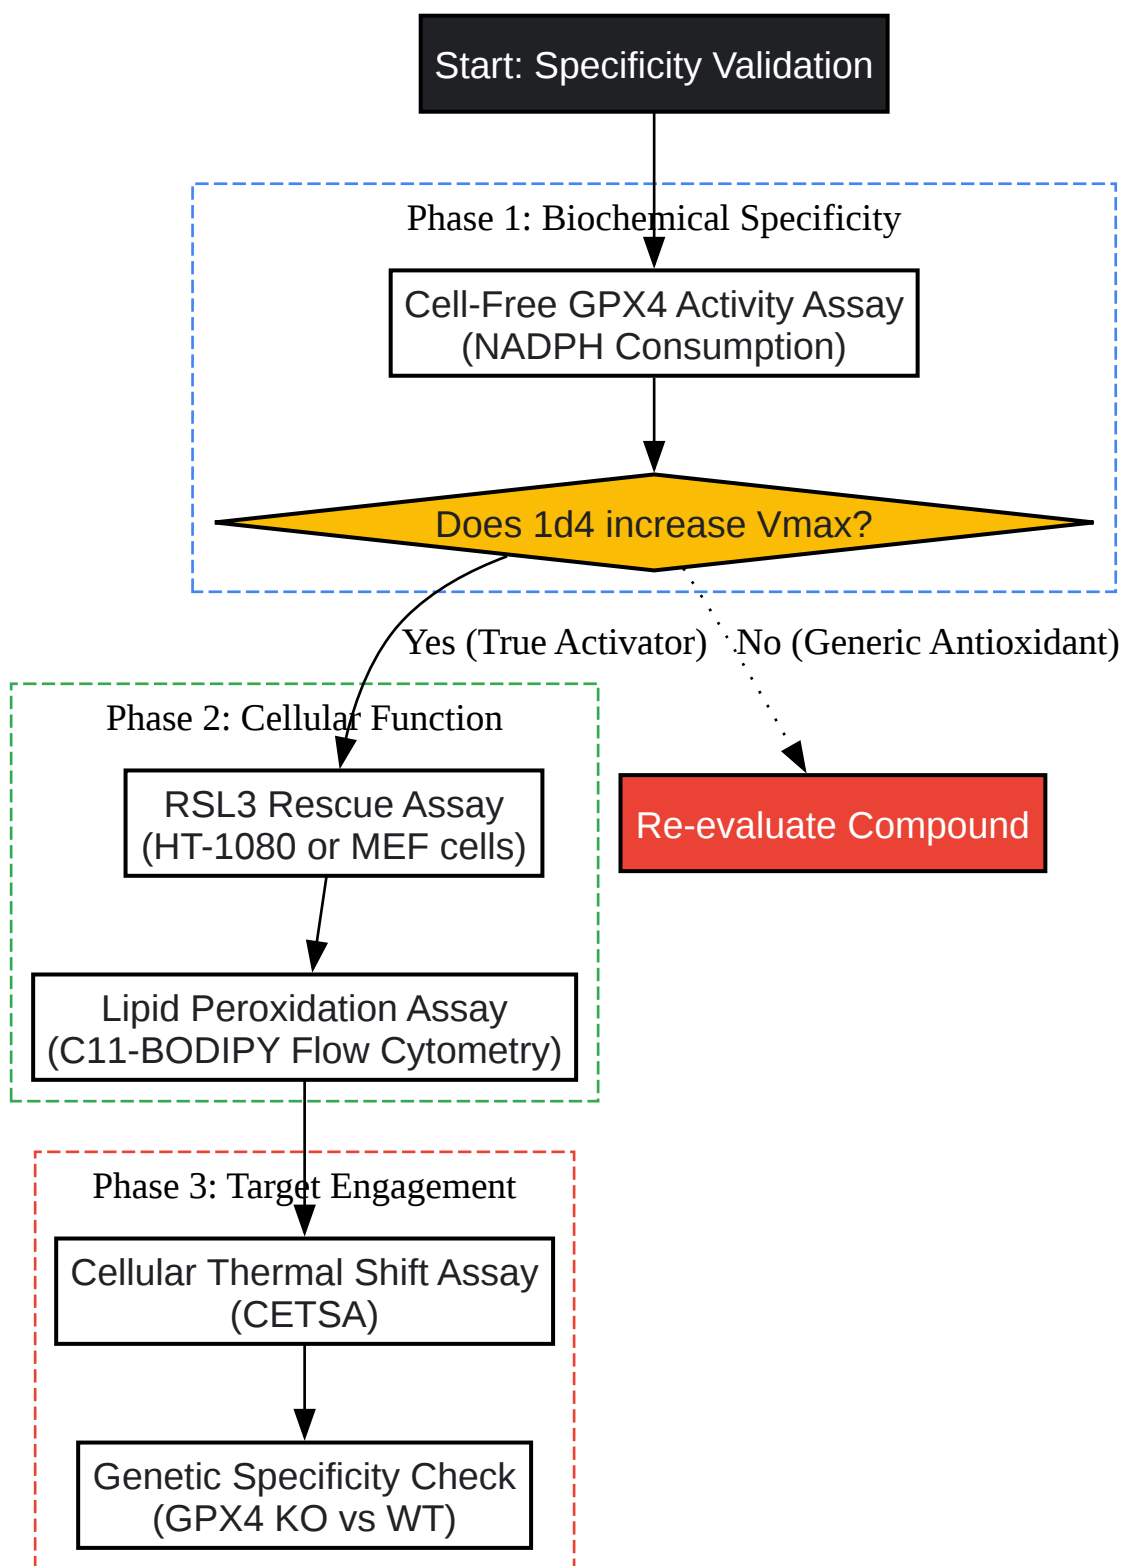 Start: Specificity Validation
Phase 1: Biochemical Specificity
Cell-Free GPX4 Activity Assay
(NADPH Consumption)
Does 1d4 increase Vmax?
Yes (True Activator)
No (Generic Antioxidant)
Phase 2: Cellular Function
RSL3 Rescue Assay
(HT-1080 or MEF cells)
Re-evaluate Compound
Lipid Peroxidation Assay
(C11-BODIPY Flow Cytometry)
Phase 3: Target Engagement
Cellular Thermal Shift Assay
(CETSA)
Genetic Specificity Check
(GPX4 KO vs WT)